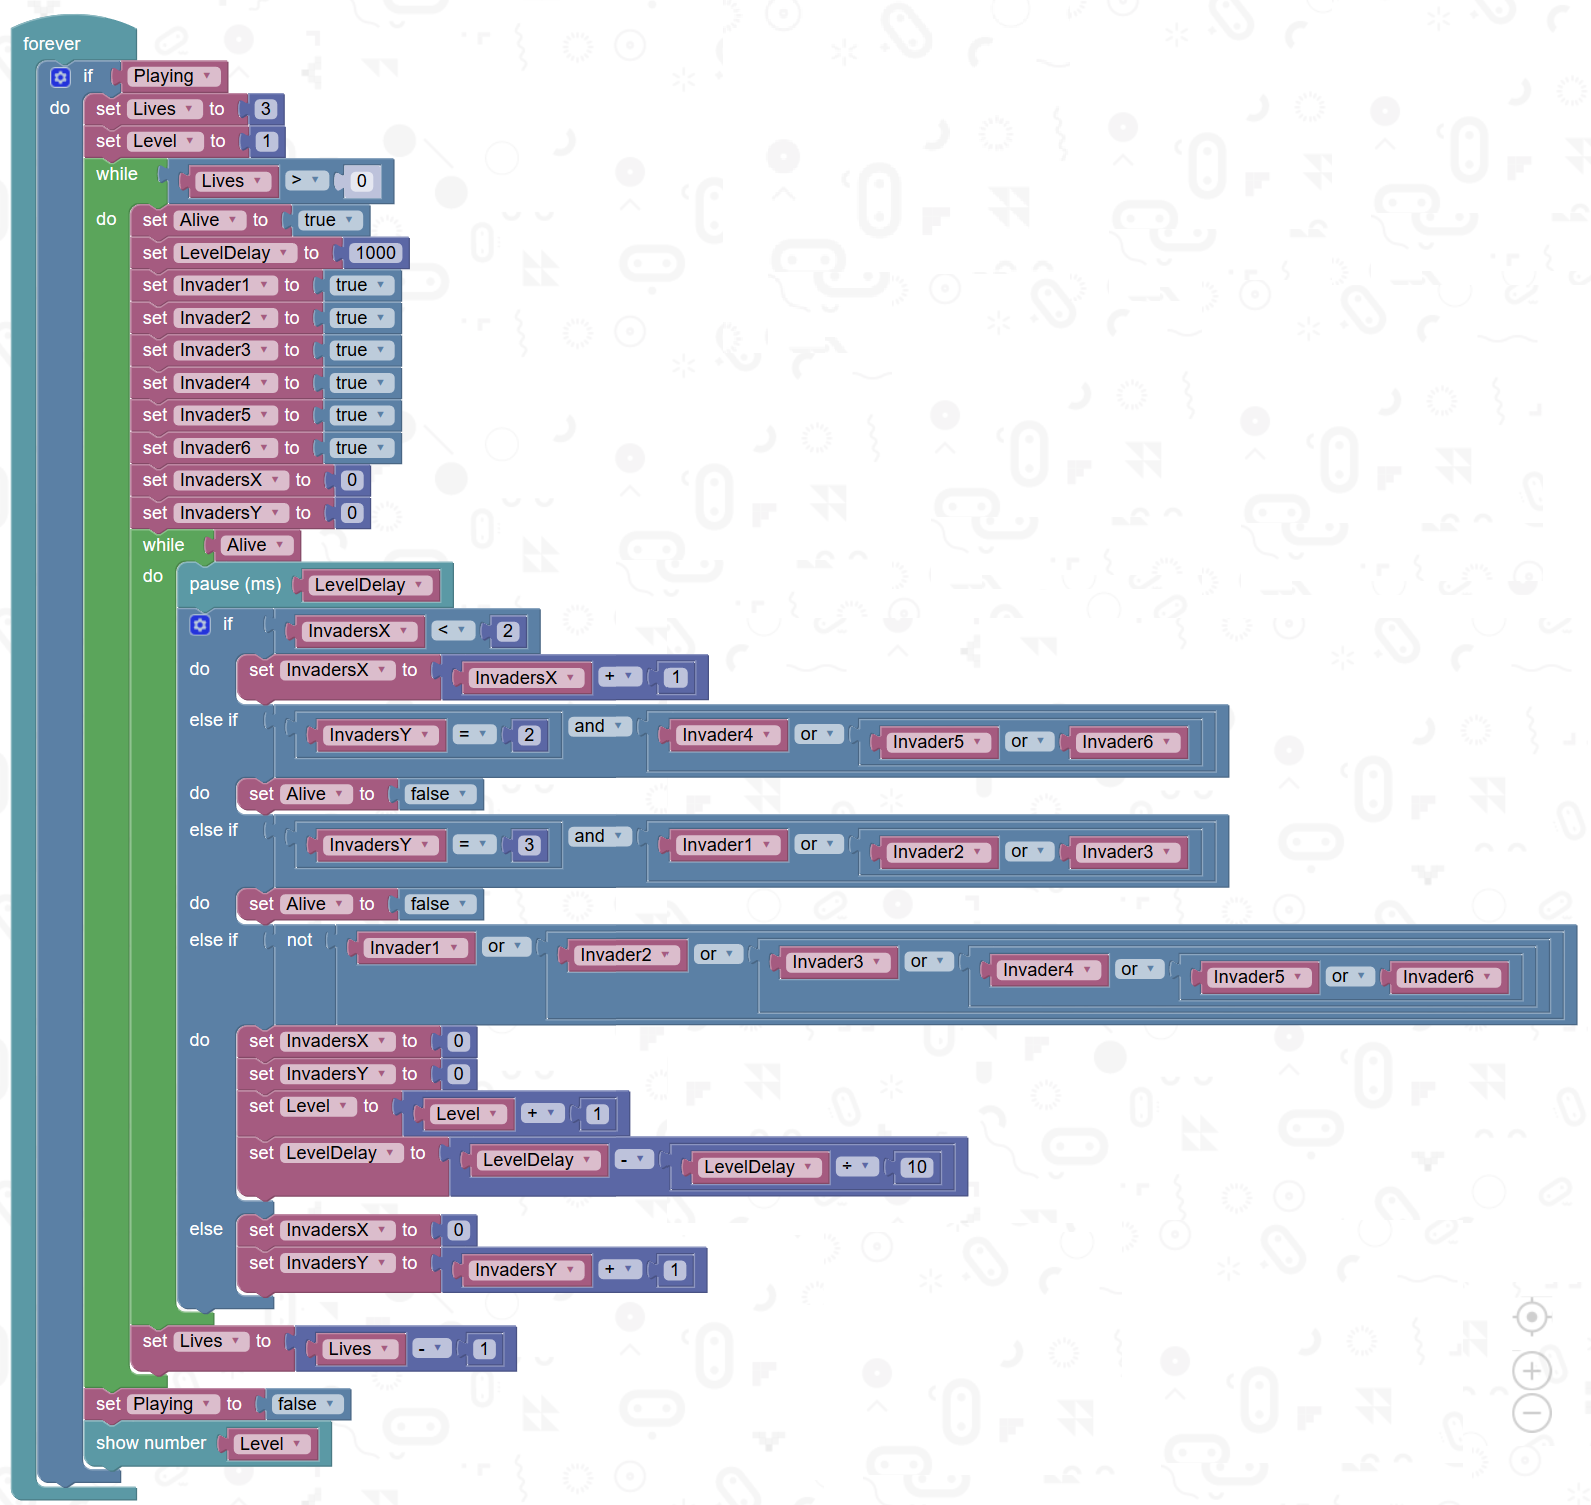 forever
if Playing
do set Lives to 3
set Level to 1
while Lives > 0
do set Alive to true
set LevelDelay to 1000
set Invader1 to true
set Invader2 to true
set Invader3 to true
set Invader4 to true
set Invader5 to true
set Invader6 to true
set InvadersX to 0
set InvadersY to 0
while Alive
do pause (ms) LevelDelay
if InvadersX < 2
do set InvadersX to InvadersX + 1
else if InvadersY = 2 and Invader4 or Invader5 or Invader6
do set Alive to false
else if InvadersY = 3 and Invader1 or Invader2 or Invader3
do set Alive to false
else if not Invader1 or Invader2 or Invader3 or Invader4 or Invader5 or Invader6
do set InvadersX to 0
set InvadersY to 0
set Level to Level + 1
set LevelDelay to LevelDelay - LevelDelay ÷ 10
else set InvadersX to 0
set InvadersY to InvadersY + 1
set Lives to Lives - 1
set Playing to false
show number Level